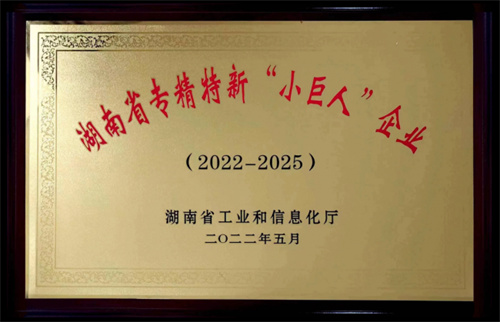 湖南省专精特新“小巨人”企业
（2022-2025）
湖南省工业和信息化厅
二〇二二年五月